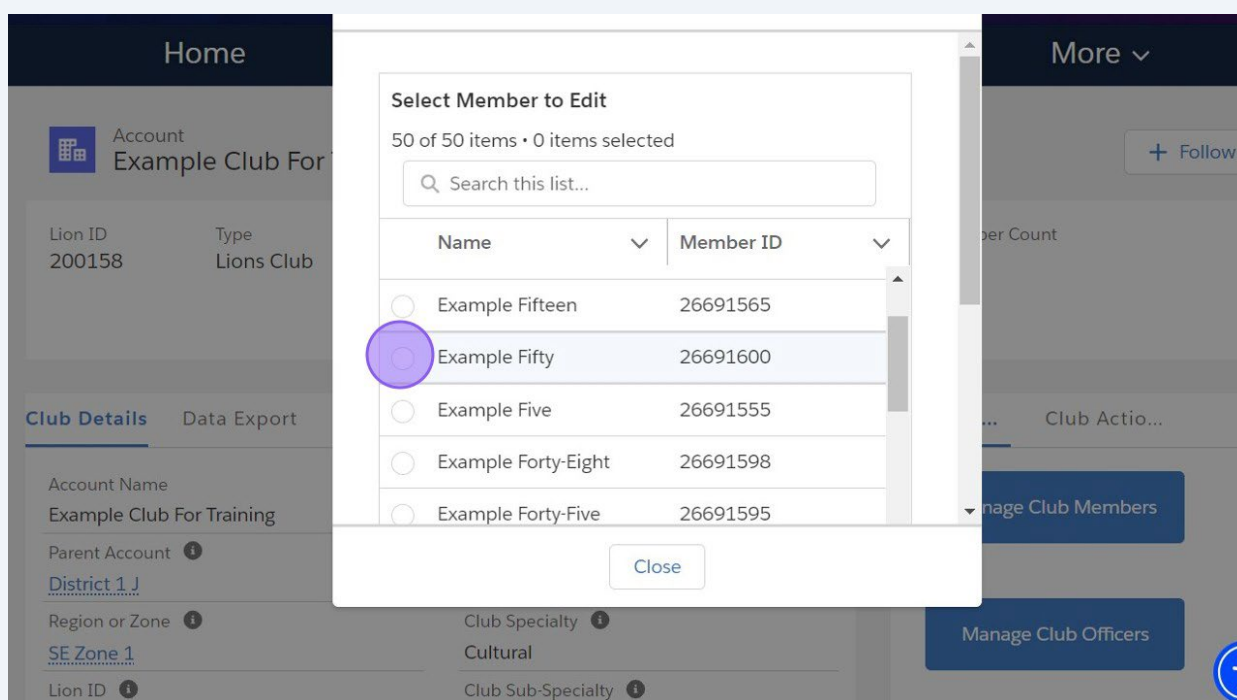 Home
More
Account
Example Club For
+ Follow
Lion ID
200158
Type
Lions Club
per Count
Select Member to Edit
50 of 50 items • 0 items selected
Search this list...
Name
Member ID
Example Fifteen
26691565
Example Fifty
26691600
Example Five
26691555
Example Forty-Eight
26691598
Example Forty-Five
26691595
Close
Club Details
Data Export
...
Club Actio...
Account Name
Example Club For Training
Parent Account
District 1 J
Region or Zone
SE Zone 1
Lion ID
Club Specialty
Cultural
Club Sub-Specialty
nage Club Members
Manage Club Officers